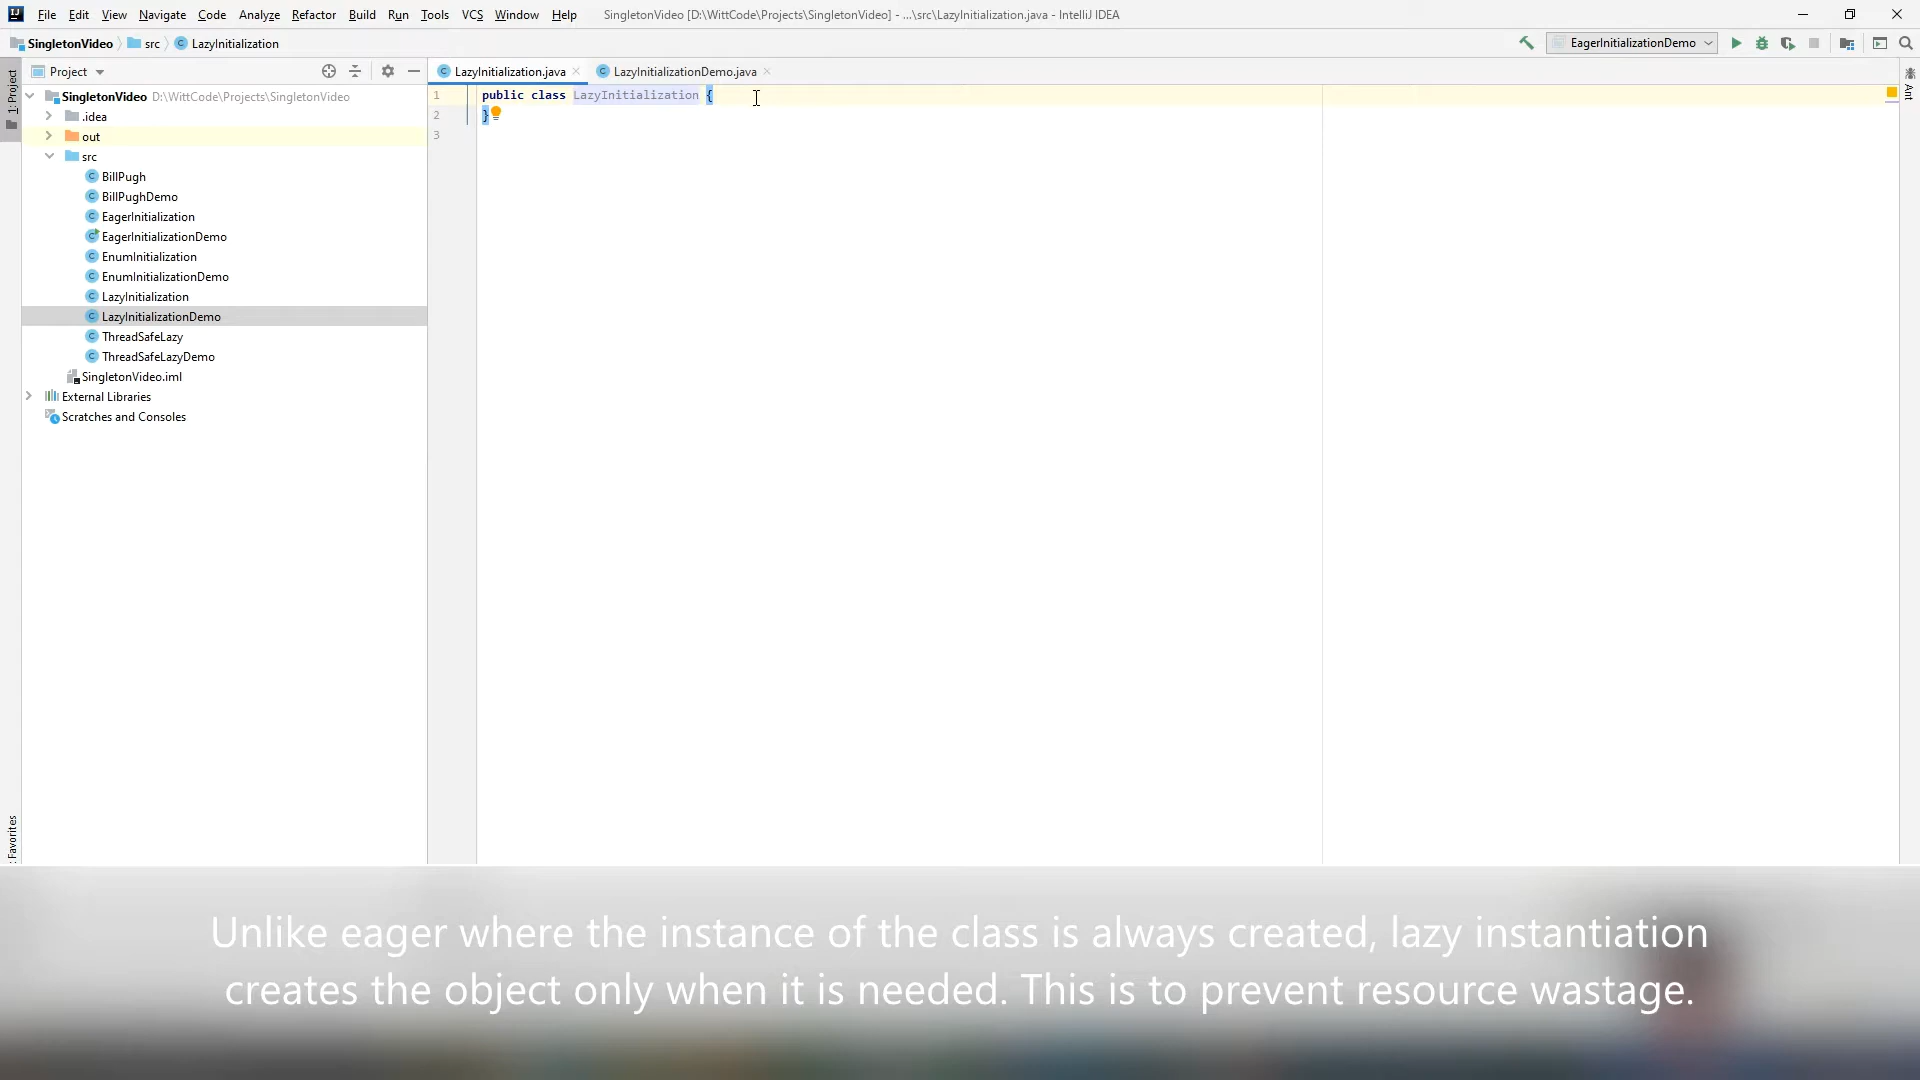 File Edit View Navigate Code Analyze Refactor Build Run Tools VCS Window Help SingletonVideo [D:\WittCode\Projects\SingletonVideo] - ...\src\LazyInitialization.java - IntelliJ IDEA
SingletonVideo src LazyInitialization EagerInitializationDemo
Project
LazyInitialization.java LazyInitializationDemo.java
1: Project
Ant
SingletonVideo D:\WittCode\Projects\SingletonVideo
.idea
out
src
BillPugh
BillPughDemo
EagerInitialization
EagerInitializationDemo
EnumInitialization
EnumInitializationDemo
LazyInitialization
LazyInitializationDemo
ThreadSafeLazy
ThreadSafeLazyDemo
SingletonVideo.iml
External Libraries
Scratches and Consoles
1 public class LazyInitialization {
2 }
3
: Favorites
Unlike eager where the instance of the class is always created, lazy instantiation
creates the object only when it is needed. This is to prevent resource wastage.